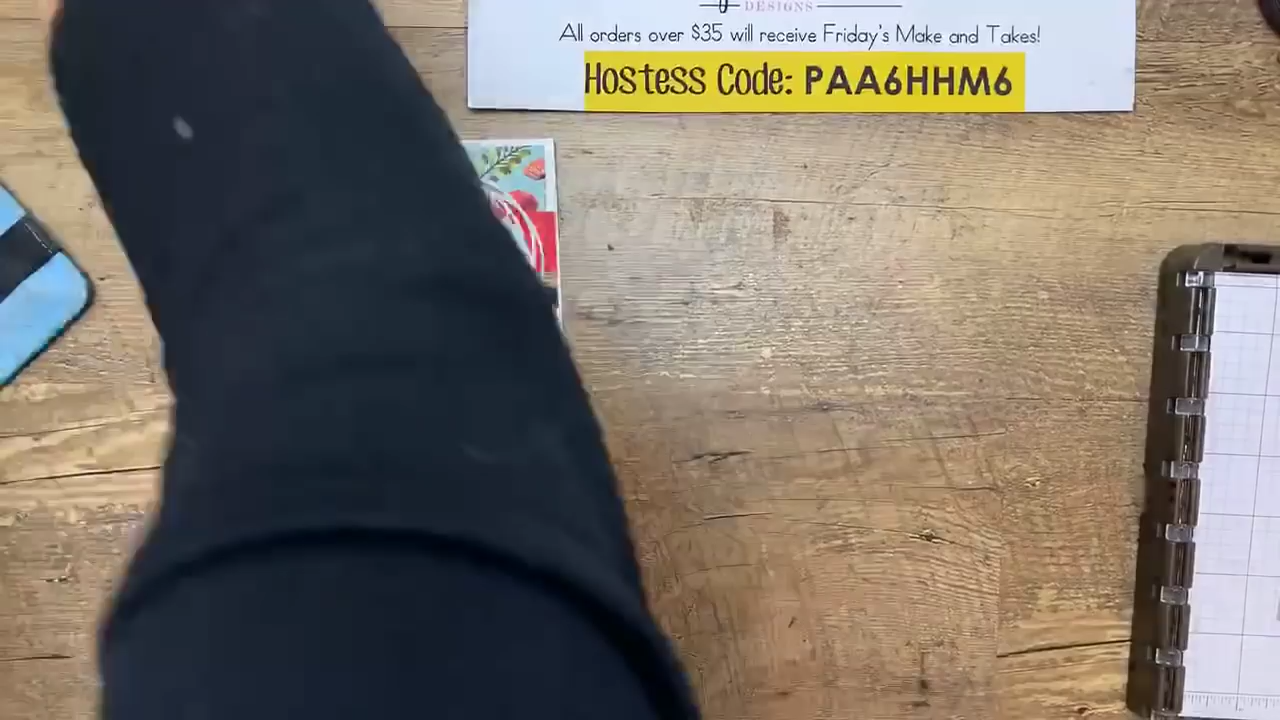 DESIGNS
All orders over $35 will receive Friday's Make and Takes!
Hostess Code: PAA6HHM6